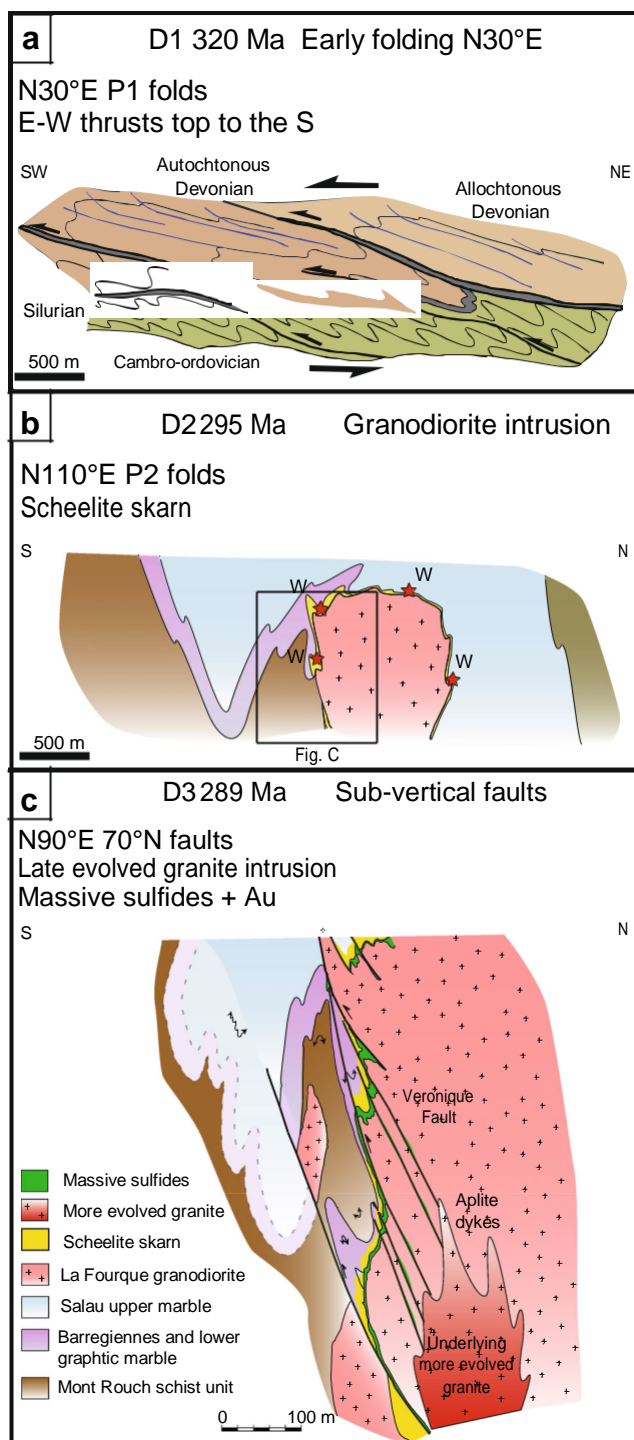 a D1 320 Ma Early folding N30°E
N30°E P1 folds
E-W thrusts top to the S
SW
Autochtonous
Devonian
Allochtonous
Devonian
NE
Silurian
Cambro-ordovician
500 m
b D2 295 Ma Granodiorite intrusion
N110°E P2 folds
Scheelite skarn
S
N
W
W
W
W
500 m
Fig. C
c D3 289 Ma Sub-vertical faults
N90°E 70°N faults
Late evolved granite intrusion
Massive sulfides + Au
S
N
Veronique
Fault
Aplite
dykes
Underlying
more evolved
granite
Massive sulfides
More evolved granite
Scheelite skarn
La Fourque granodiorite
Salau upper marble
Barregiennes and lower
graphtic marble
Mont Rouch schist unit
0 100 m